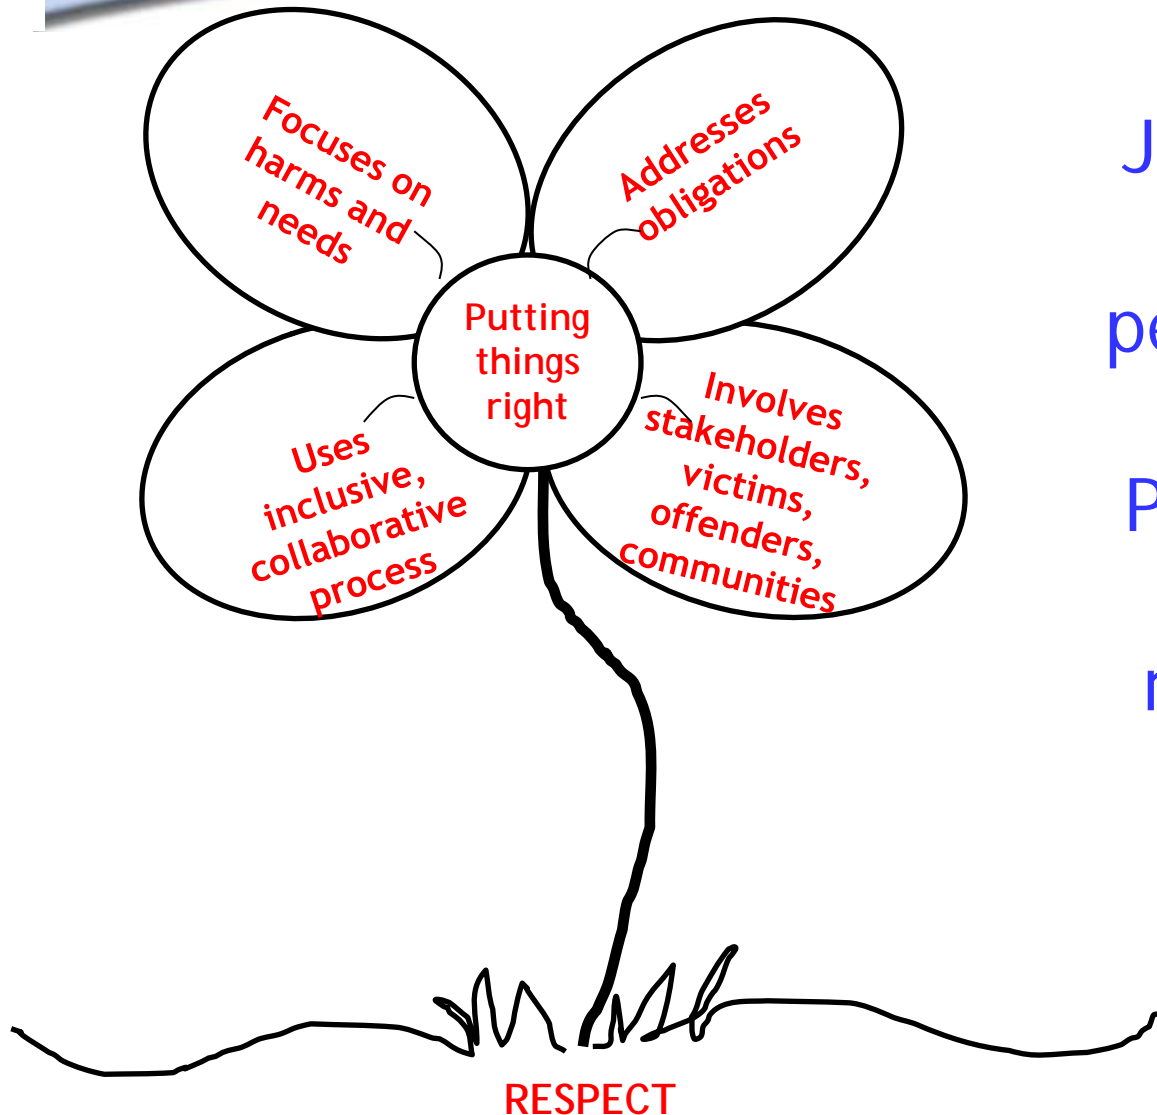 Focuses on
harms and
needs
Addresses
obligations
Putting
things
right
Uses
inclusive,
collaborative
process
Involves
stakeholders,
victims,
offenders,
communities
RESPECT